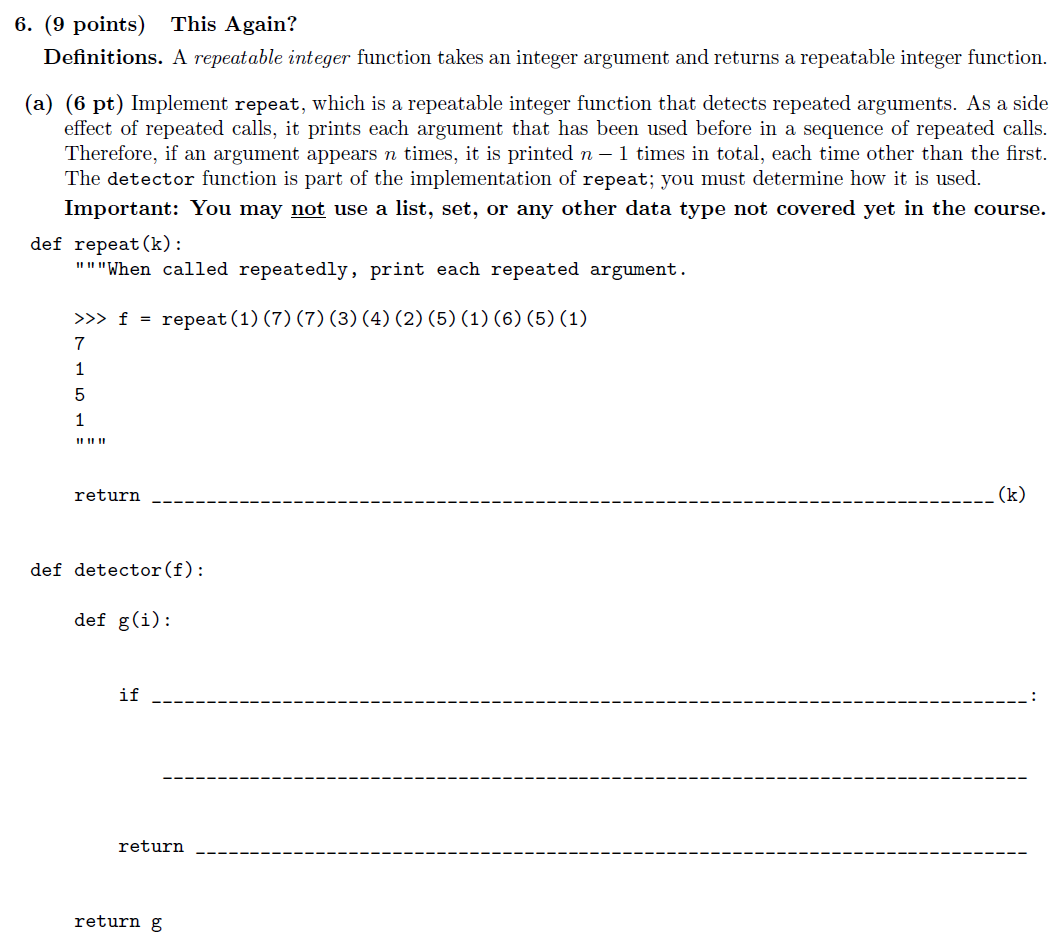 6. (9 points) This Again?
Definitions. A repeatable integer function takes an integer argument and returns a repeatable integer function.
(a) (6 pt) Implement repeat, which is a repeatable integer function that detects repeated arguments. As a side
effect of repeated calls, it prints each argument that has been used before in a sequence of repeated calls.
Therefore, if an argument appears n times, it is printed n − 1 times in total, each time other than the first.
The detector function is part of the implementation of repeat; you must determine how it is used.
Important: You may not use a list, set, or any other data type not covered yet in the course.
def repeat(k):
"""When called repeatedly, print each repeated argument.
>>> f = repeat(1)(7)(7)(3)(4)(2)(5)(1)(6)(5)(1)
7
1
5
1
"""
return ______________________________________________________________________________(k)
def detector(f):
def g(i):
if _________________________________________________________________________________:
________________________________________________________________________________
return _____________________________________________________________________________
return g